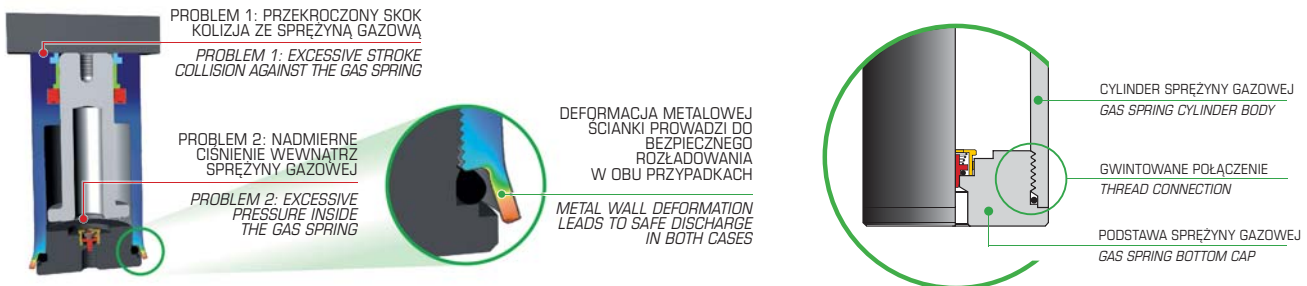 PROBLEM 1: PRZEKROCZONY SKOK
KOLIZJA ZE SPRĘŻYNĄ GAZOWĄ
PROBLEM 1: EXCESSIVE STROKE
COLLISION AGAINST THE GAS SPRING
PROBLEM 2: NADMIERNE
CIŚNIENIE WEWNĄTRZ
SPRĘŻYNY GAZOWEJ
PROBLEM 2: EXCESSIVE
PRESSURE INSIDE
THE GAS SPRING
DEFORMACJA METALOWEJ
ŚCIANKI PROWADZI DO
BEZPIECZNEGO
ROZŁADOWANIA
W OBU PRZYPADKACH
METAL WALL DEFORMATION
LEADS TO SAFE DISCHARGE
IN BOTH CASES
CYLINDER SPRĘŻYNY GAZOWEJ
GAS SPRING CYLINDER BODY
GWINTOWANE POŁĄCZENIE
THREAD CONNECTION
PODSTAWA SPRĘŻYNY GAZOWEJ
GAS SPRING BOTTOM CAP